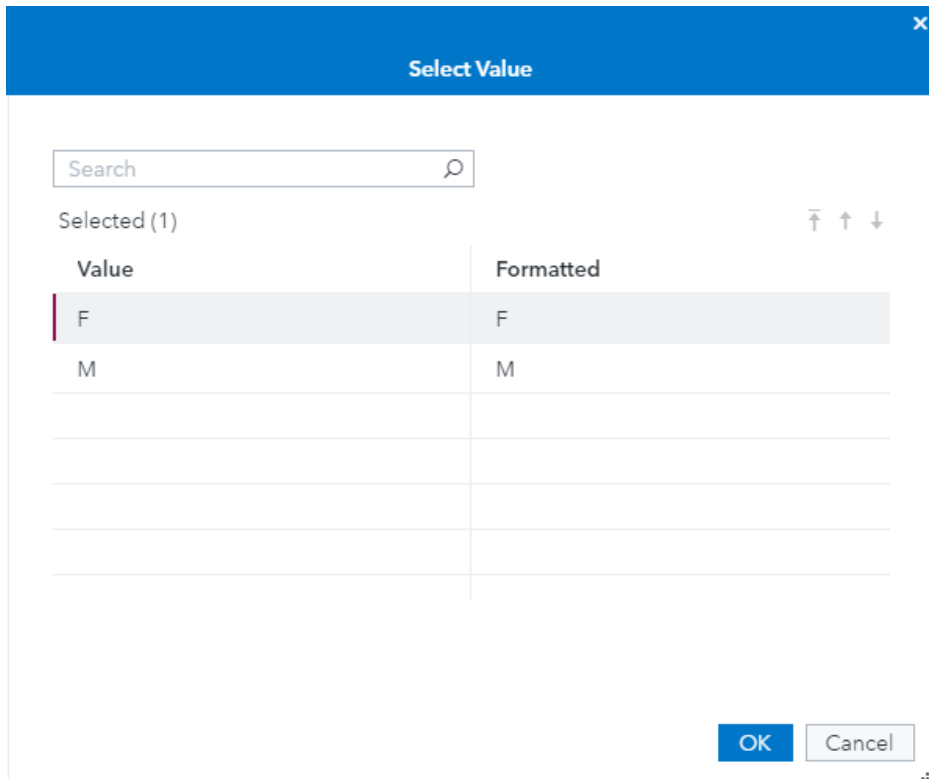 Select Value
Search
Selected (1)
Value Formatted
F F
M M
OK Cancel